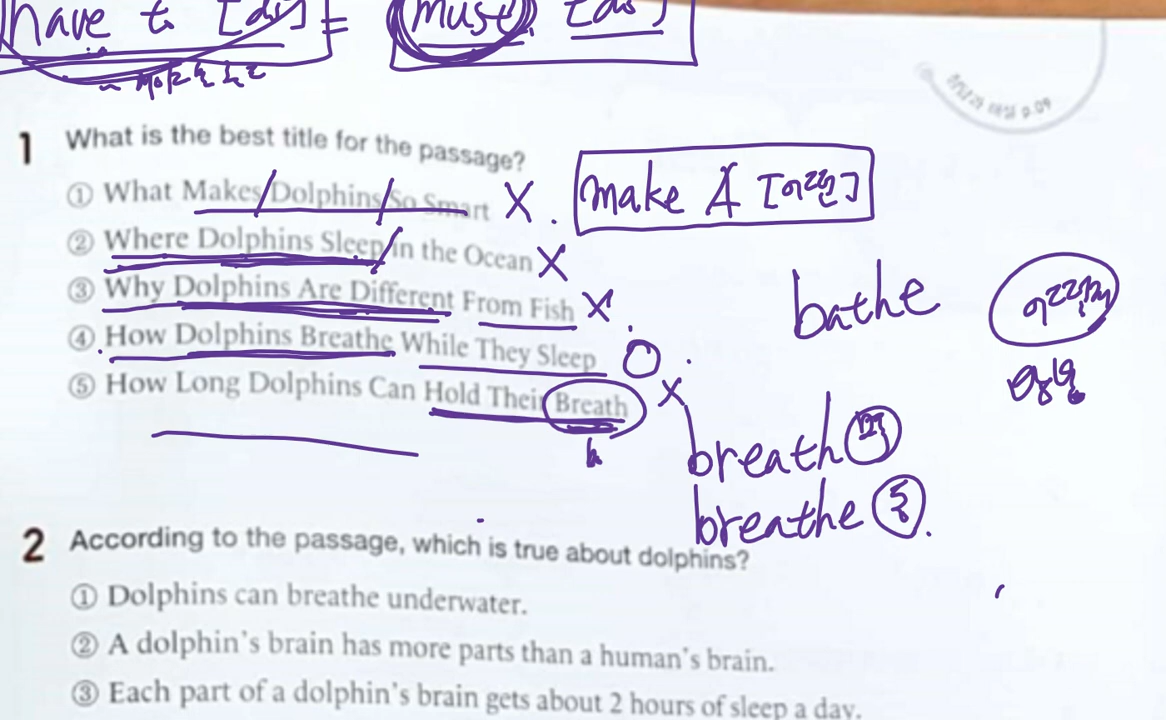 have to [do] = must [do]
1 What is the best title for the passage?
① What Makes/Dolphins/So Smart X. make A [어떤]
② Where Dolphins Sleep/in the Ocean X
③ Why Dolphins Are Different From Fish X
bathe
④ How Dolphins Breathe While They Sleep O
⑤ How Long Dolphins Can Hold Their Breath X
breath 명
breathe 동.
2 According to the passage, which is true about dolphins?
① Dolphins can breathe underwater.
② A dolphin's brain has more parts than a human's brain.
③ Each part of a dolphin's brain gets about 2 hours of sleep a day.